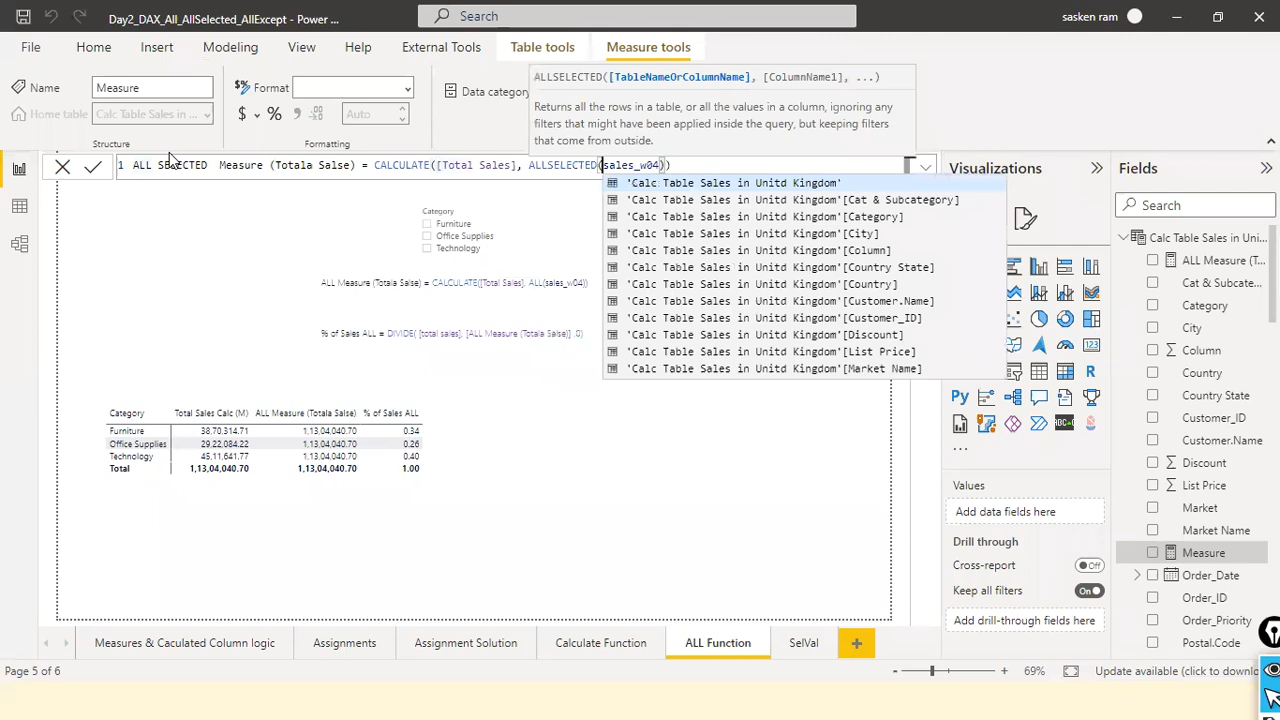 Day2_DAX_All_AllSelected_AllExcept - Power ...
Search
sasken ram
File
Home
Insert
Modeling
View
Help
External Tools
Table tools
Measure tools
Name
Measure
Format
Data category
Home table
Calc Table Sales in ...
$
%
Auto
Structure
Formatting
ALLSELECTED([TableNameOrColumnName], [ColumnName1], ...)
Returns all the rows in a table, or all the values in a column, ignoring any
filters that might have been applied inside the query, but keeping filters
that come from outside.
1 ALL SELECTED Measure (Totala Salse) = CALCULATE([Total Sales], ALLSELECTED(sales_w04))
'Calc Table Sales in Unitd Kingdom'
'Calc Table Sales in Unitd Kingdom'[Cat & Subcategory]
'Calc Table Sales in Unitd Kingdom'[Category]
'Calc Table Sales in Unitd Kingdom'[City]
'Calc Table Sales in Unitd Kingdom'[Column]
'Calc Table Sales in Unitd Kingdom'[Country State]
'Calc Table Sales in Unitd Kingdom'[Country]
'Calc Table Sales in Unitd Kingdom'[Customer.Name]
'Calc Table Sales in Unitd Kingdom'[Customer_ID]
'Calc Table Sales in Unitd Kingdom'[Discount]
'Calc Table Sales in Unitd Kingdom'[List Price]
'Calc Table Sales in Unitd Kingdom'[Market Name]
Category
Furniture
Office Supplies
Technology
ALL Measure (Totala Salse) = CALCULATE([Total Sales], ALL(sales_w04))
% of Sales ALL = DIVIDE( [total sales], [ALL Measure (Totala Salse)] ,0)
Category Total Sales Calc (M) ALL Measure (Totala Salse) % of Sales ALL
Furniture 38,70,314.71 1,13,04,040.70 0.34
Office Supplies 29,22,084.22 1,13,04,040.70 0.26
Technology 45,11,641.77 1,13,04,040.70 0.40
Total 1,13,04,040.70 1,13,04,040.70 1.00
Visualizations
123
R
Py
ABC
...
Values
Add data fields here
Drill through
Cross-report
Off
Keep all filters
On
Add drill-through fields here
Fields
Search
Calc Table Sales in Uni...
ALL Measure (T...
Cat & Subcate...
Category
City
Column
Country
Country State
Customer_ID
Customer.Name
Discount
List Price
Market
Market Name
Measure
Order_Date
Order_ID
Order_Priority
Postal.Code
Measures & Caculated Column logic
Assignments
Assignment Solution
Calculate Function
ALL Function
SelVal
+
Page 5 of 6
- + 69%
Update available (click to downlo